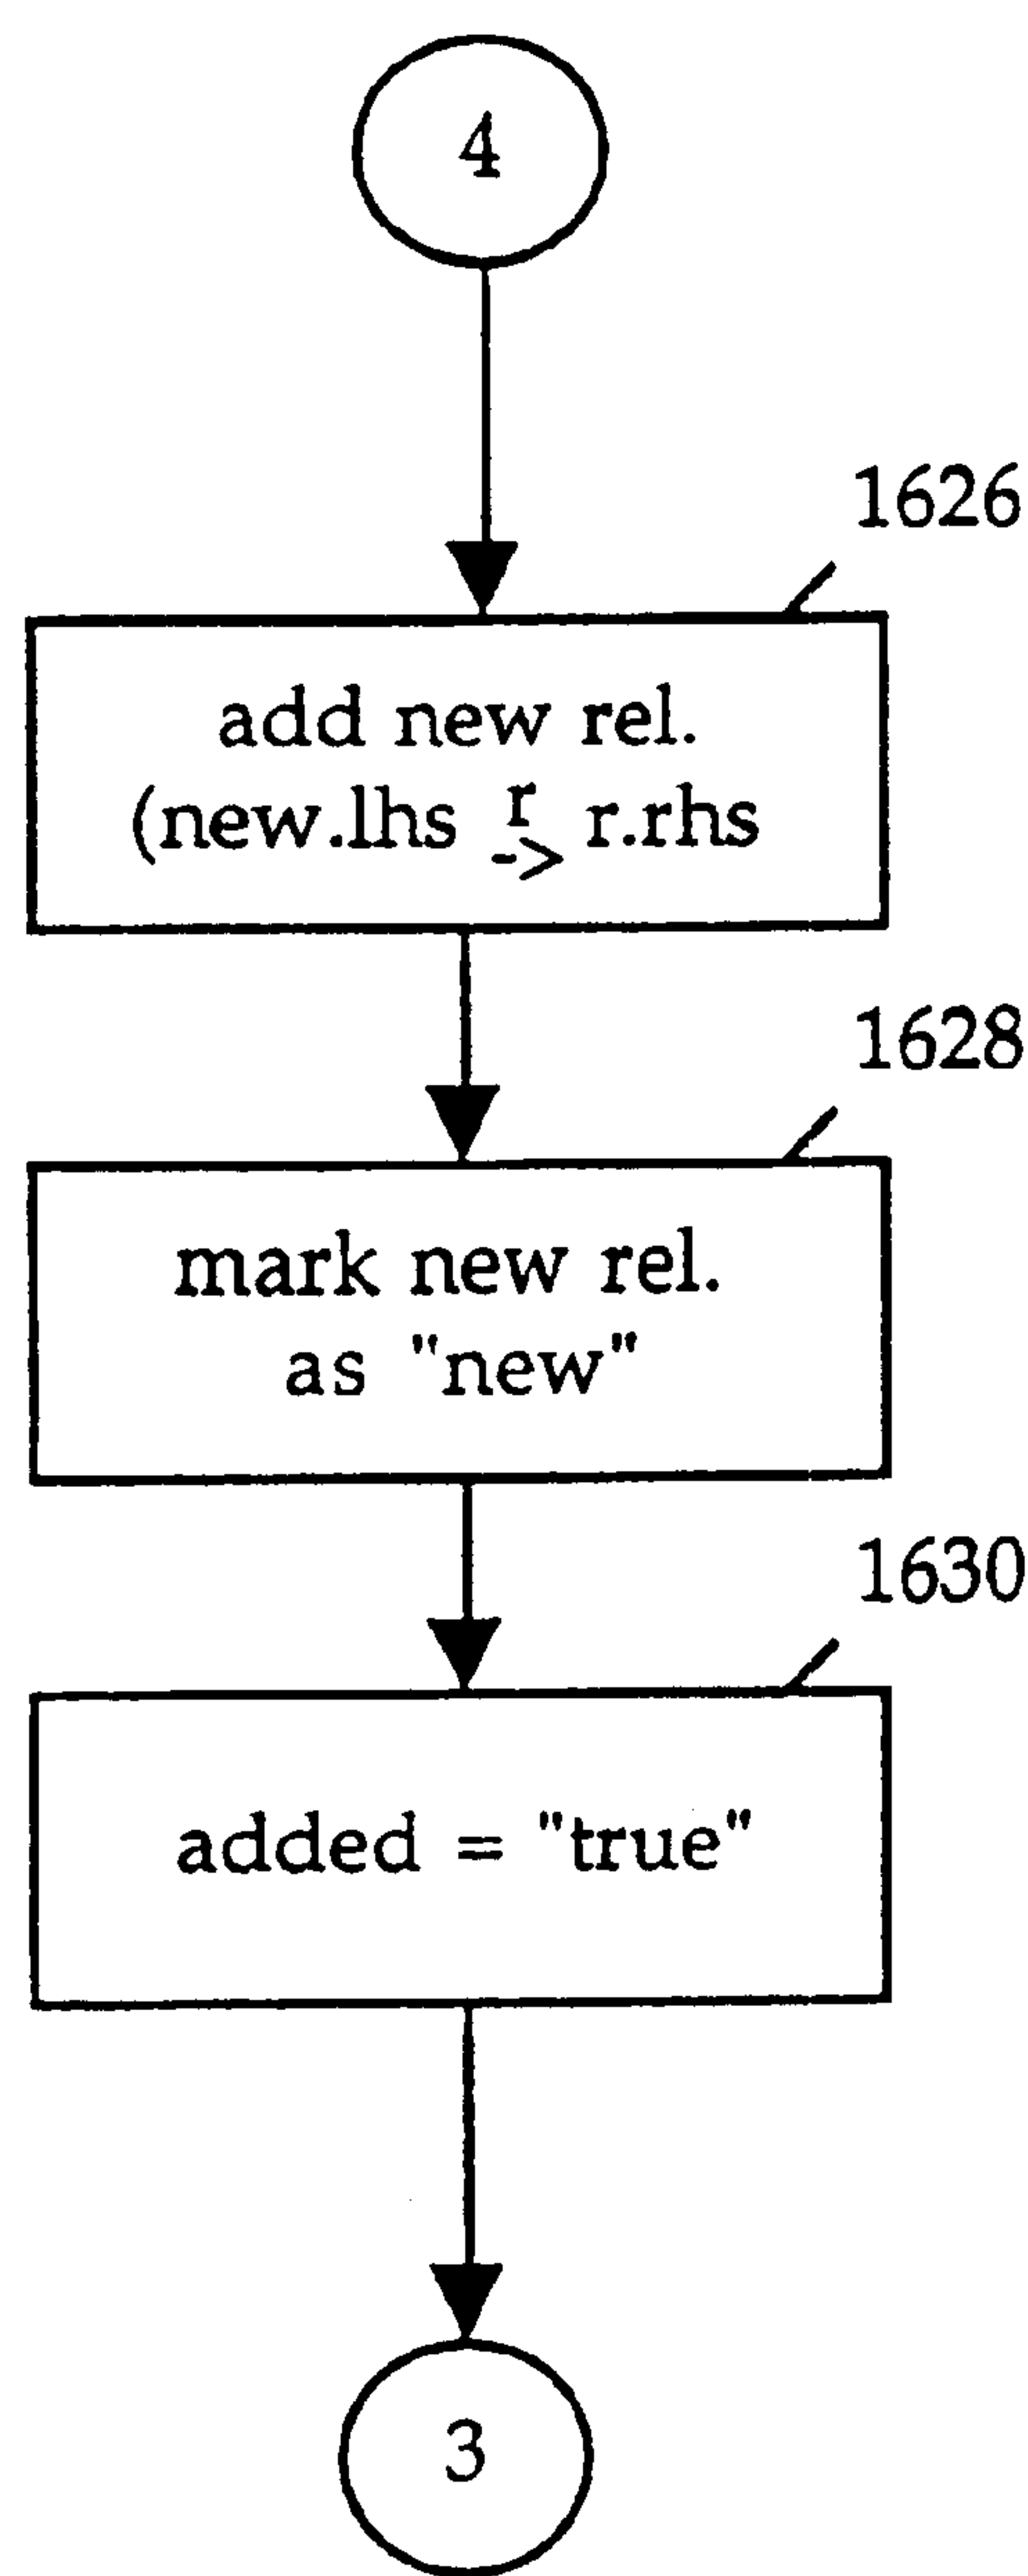 4
1626
add new rel.
(new.lhs r
-> r.rhs
1628
mark new rel.
as "new"
1630
added = "true"
3